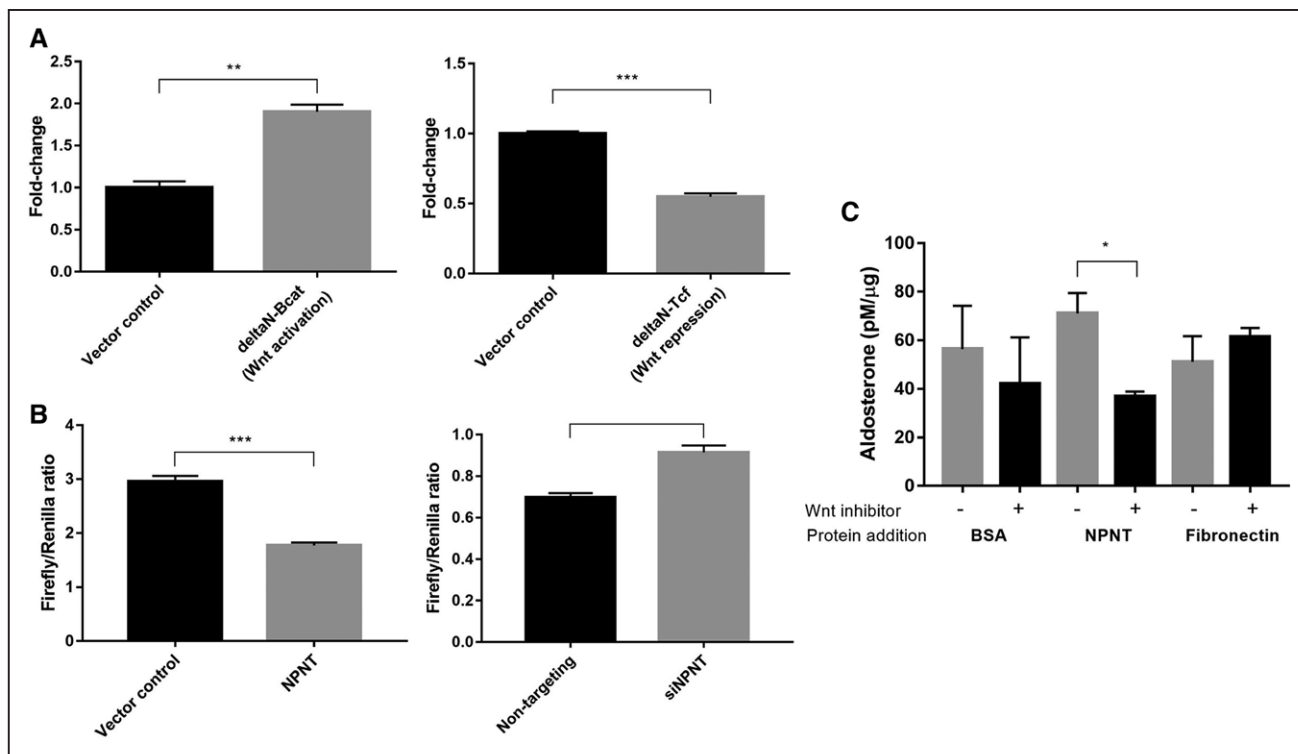 A
2.5
2.0
1.5
1.0
0.5
0.0
Fold-change
**
Vector control
deltaN-Bcat
(Wnt activation)
1.5
1.0
0.5
0.0
Fold-change
***
Vector control
deltaN-Tcf
(Wnt repression)
B
4
3
2
1
0
Firefly/Renilla ratio
***
Vector control
NPNT
1.0
0.8
0.6
0.4
0.2
0.0
Firefly/Renilla ratio
Non-targeting
siNPNT
C
100
80
60
40
20
0
Aldosterone (pM/μg)
*
Wnt inhibitor - + - + - +
Protein addition BSA NPNT Fibronectin